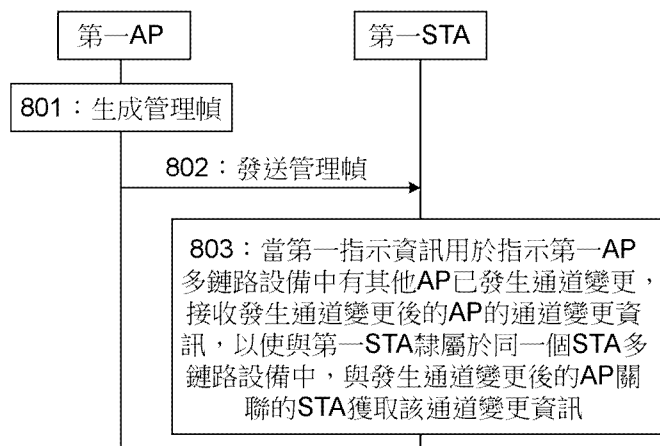 第一AP
第一STA
801：生成管理幀
802：發送管理幀
803：當第一指示資訊用於指示第一AP
多鏈路設備中有其他AP已發生通道變更，
接收發生通道變更後的AP的通道變更資
訊，以使與第一STA隸屬於同一個STA多
鏈路設備中，與發生通道變更後的AP關
聯的STA獲取該通道變更資訊